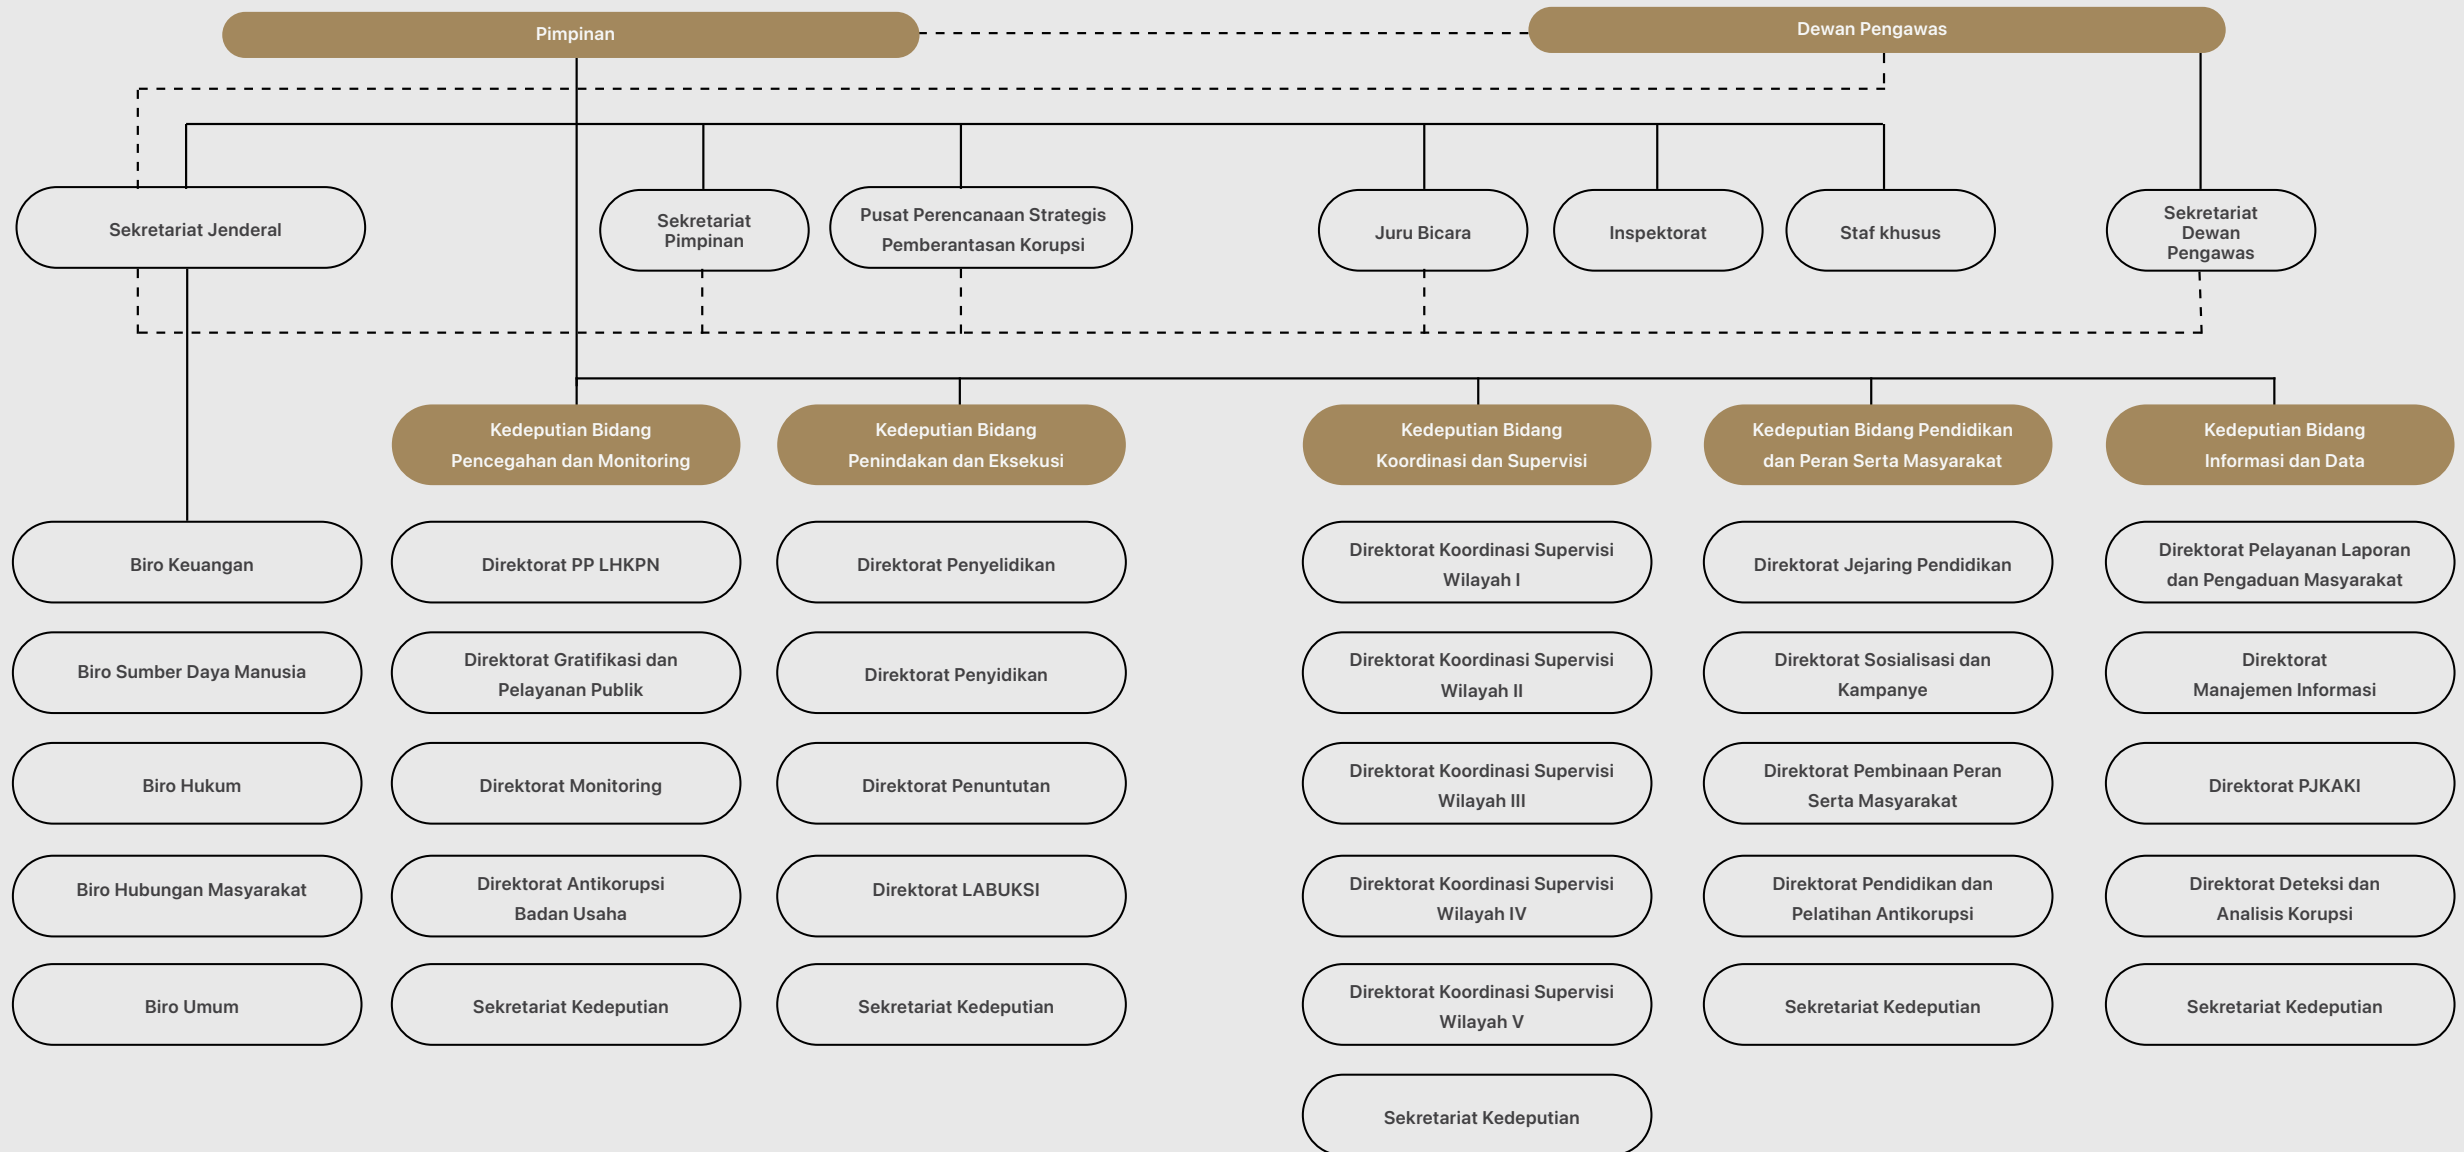 Pimpinan
Dewan Pengawas
Sekretariat Jenderal
Sekretariat
Pimpinan
Pusat Perencanaan Strategis
Pemberantasan Korupsi
Juru Bicara
Inspektorat
Staf khusus
Sekretariat
Dewan
Pengawas
Kedeputian Bidang
Pencegahan dan Monitoring
Kedeputian Bidang
Penindakan dan Eksekusi
Kedeputian Bidang
Koordinasi dan Supervisi
Kedeputian Bidang Pendidikan
dan Peran Serta Masyarakat
Kedeputian Bidang
Informasi dan Data
Biro Keuangan
Direktorat PP LHKPN
Direktorat Penyelidikan
Direktorat Koordinasi Supervisi
Wilayah I
Direktorat Jejaring Pendidikan
Direktorat Pelayanan Laporan
dan Pengaduan Masyarakat
Biro Sumber Daya Manusia
Direktorat Gratifikasi dan
Pelayanan Publik
Direktorat Penyidikan
Direktorat Koordinasi Supervisi
Wilayah II
Direktorat Sosialisasi dan
Kampanye
Direktorat
Manajemen Informasi
Biro Hukum
Direktorat Monitoring
Direktorat Penuntutan
Direktorat Koordinasi Supervisi
Wilayah III
Direktorat Pembinaan Peran
Serta Masyarakat
Direktorat PJKAKI
Biro Hubungan Masyarakat
Direktorat Antikorupsi
Badan Usaha
Direktorat LABUKSI
Direktorat Koordinasi Supervisi
Wilayah IV
Direktorat Pendidikan dan
Pelatihan Antikorupsi
Direktorat Deteksi dan
Analisis Korupsi
Biro Umum
Sekretariat Kedeputian
Sekretariat Kedeputian
Direktorat Koordinasi Supervisi
Wilayah V
Sekretariat Kedeputian
Sekretariat Kedeputian
Sekretariat Kedeputian